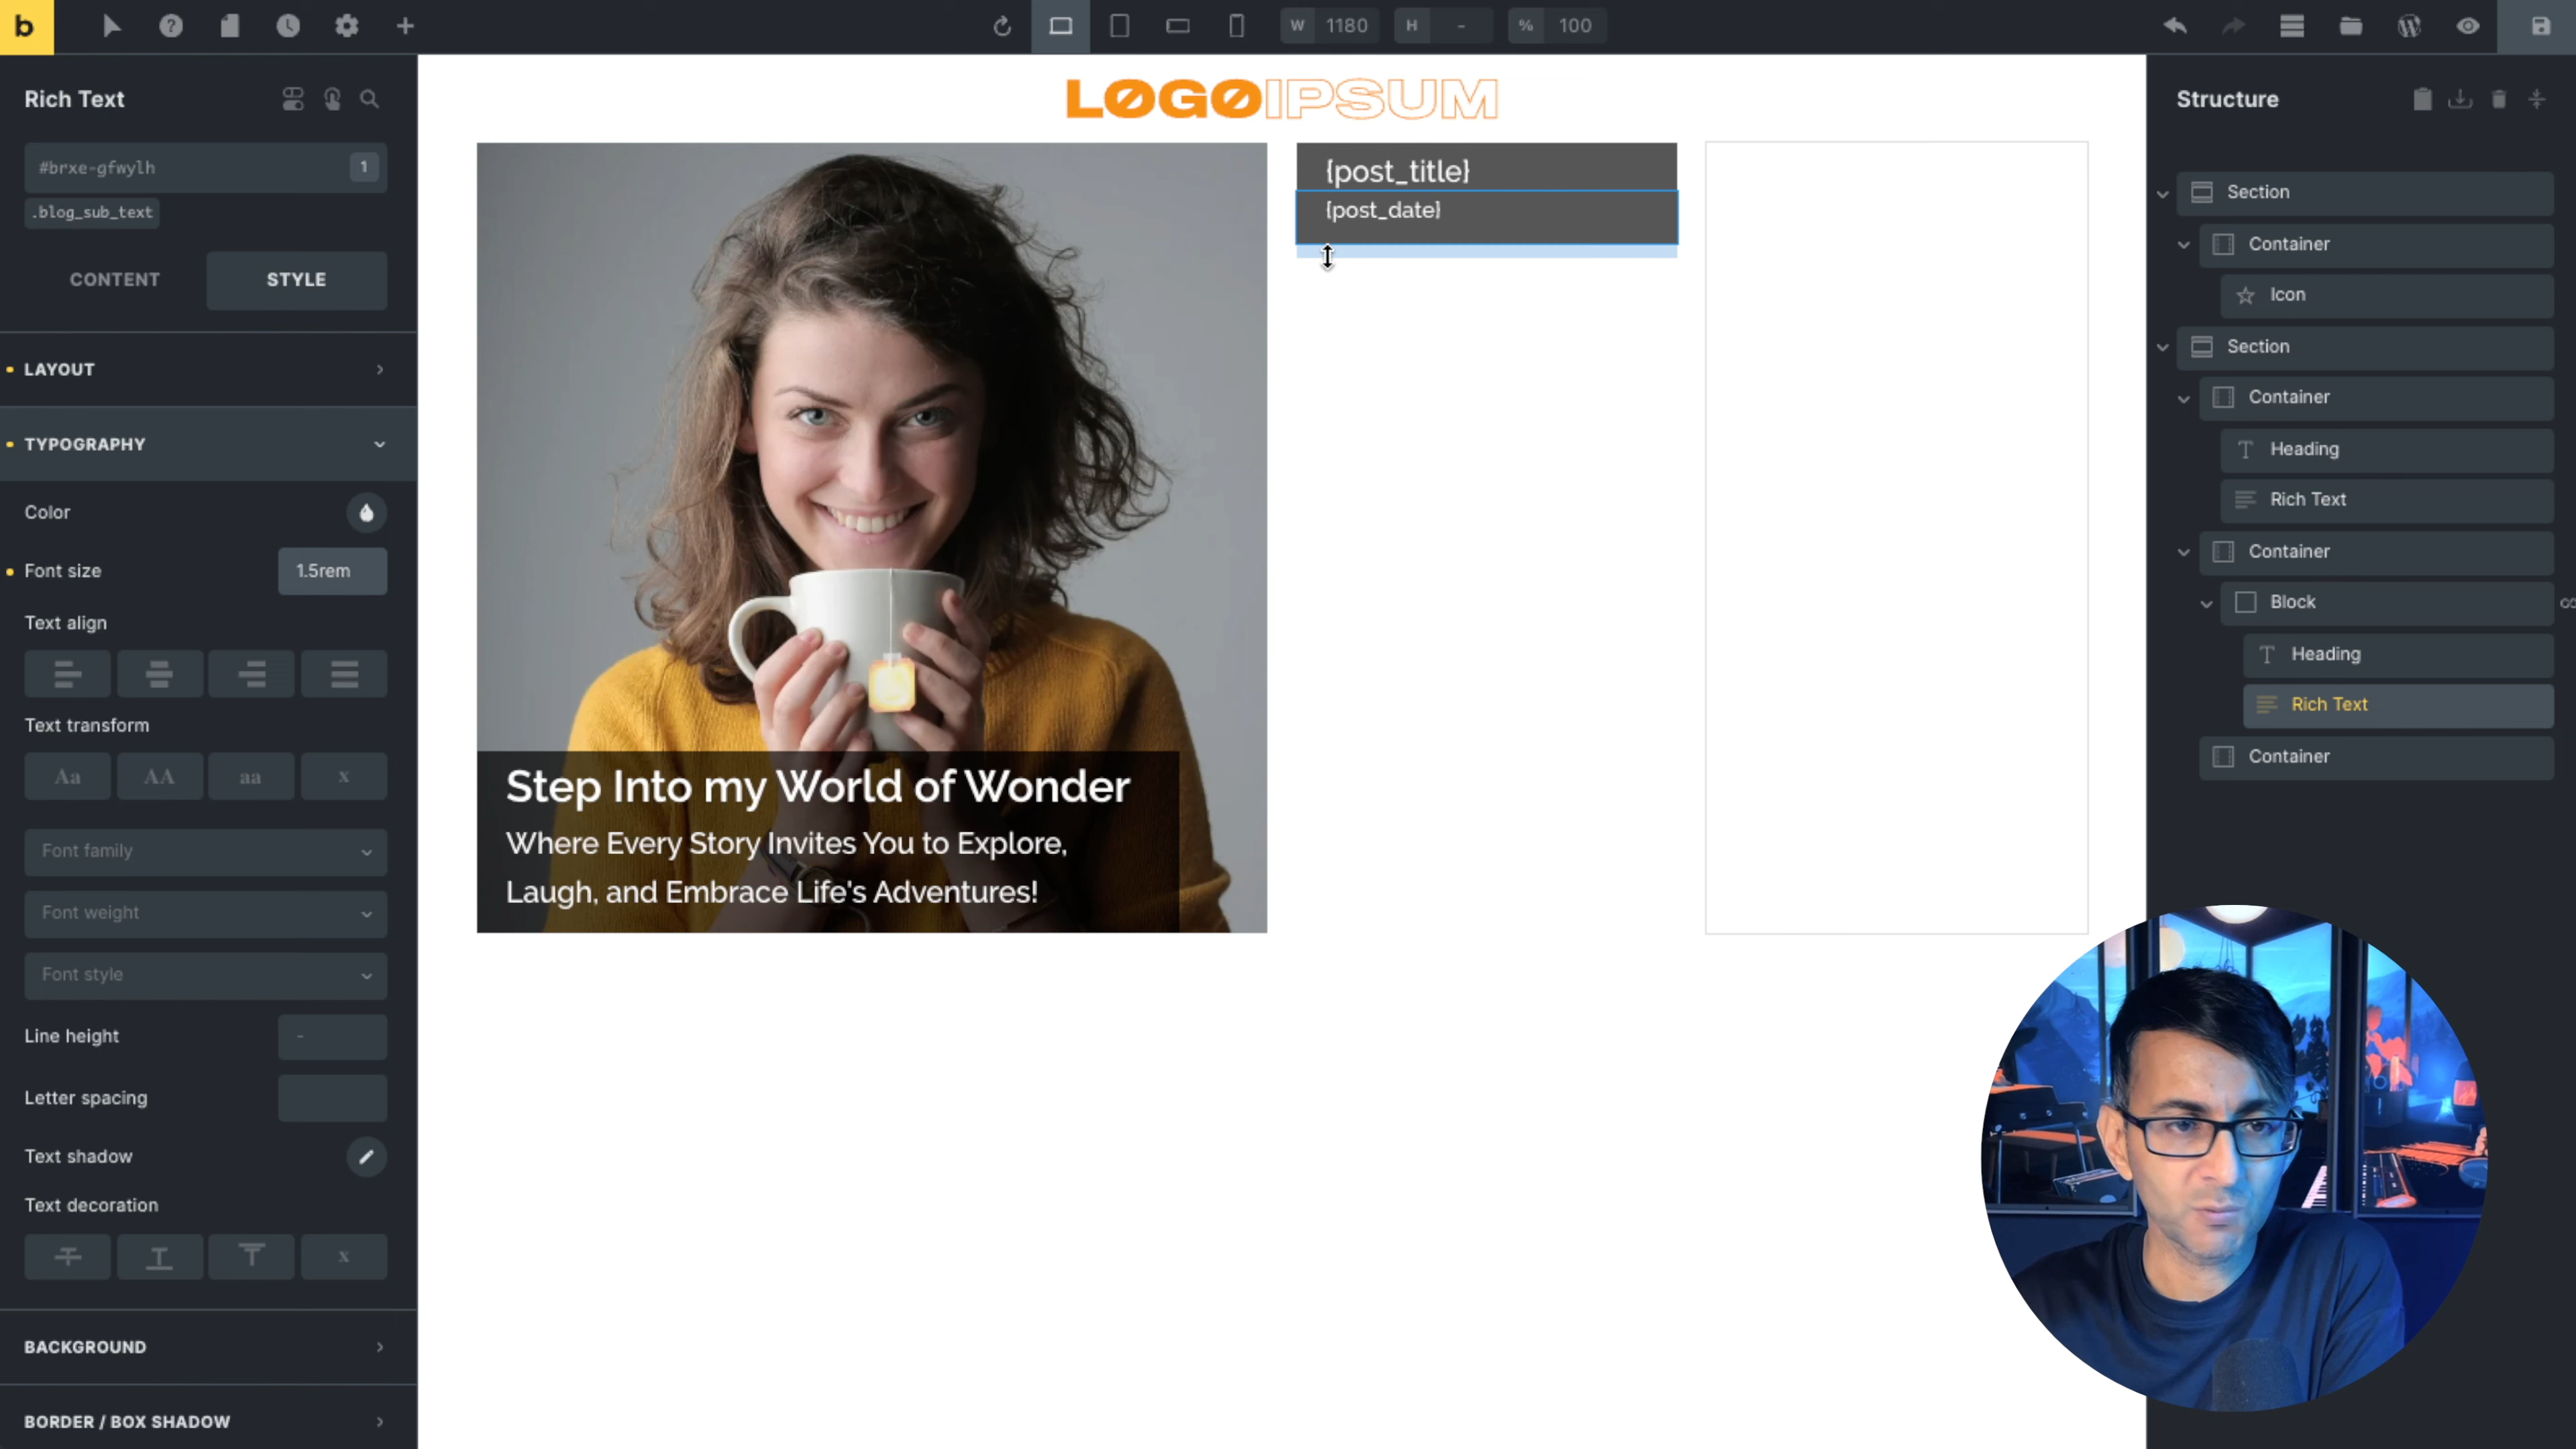 b
W 1180
H -
% 100
Rich Text
#brxe-gfwylh
1
.blog_sub_text
CONTENT
STYLE
LAYOUT
TYPOGRAPHY
Color
Font size
1.5rem
Text align
Text transform
Aa
AA
aa
x
Font family
Font weight
Font style
Line height
-
Letter spacing
Text shadow
Text decoration
x
BACKGROUND
BORDER / BOX SHADOW
LOGOIPSUM
{post_title}
{post_date}
Step Into my World of Wonder
Where Every Story Invites You to Explore,
Laugh, and Embrace Life's Adventures!
Structure
Section
Container
Icon
Section
Container
Heading
Rich Text
Container
Block
Heading
Rich Text
Container